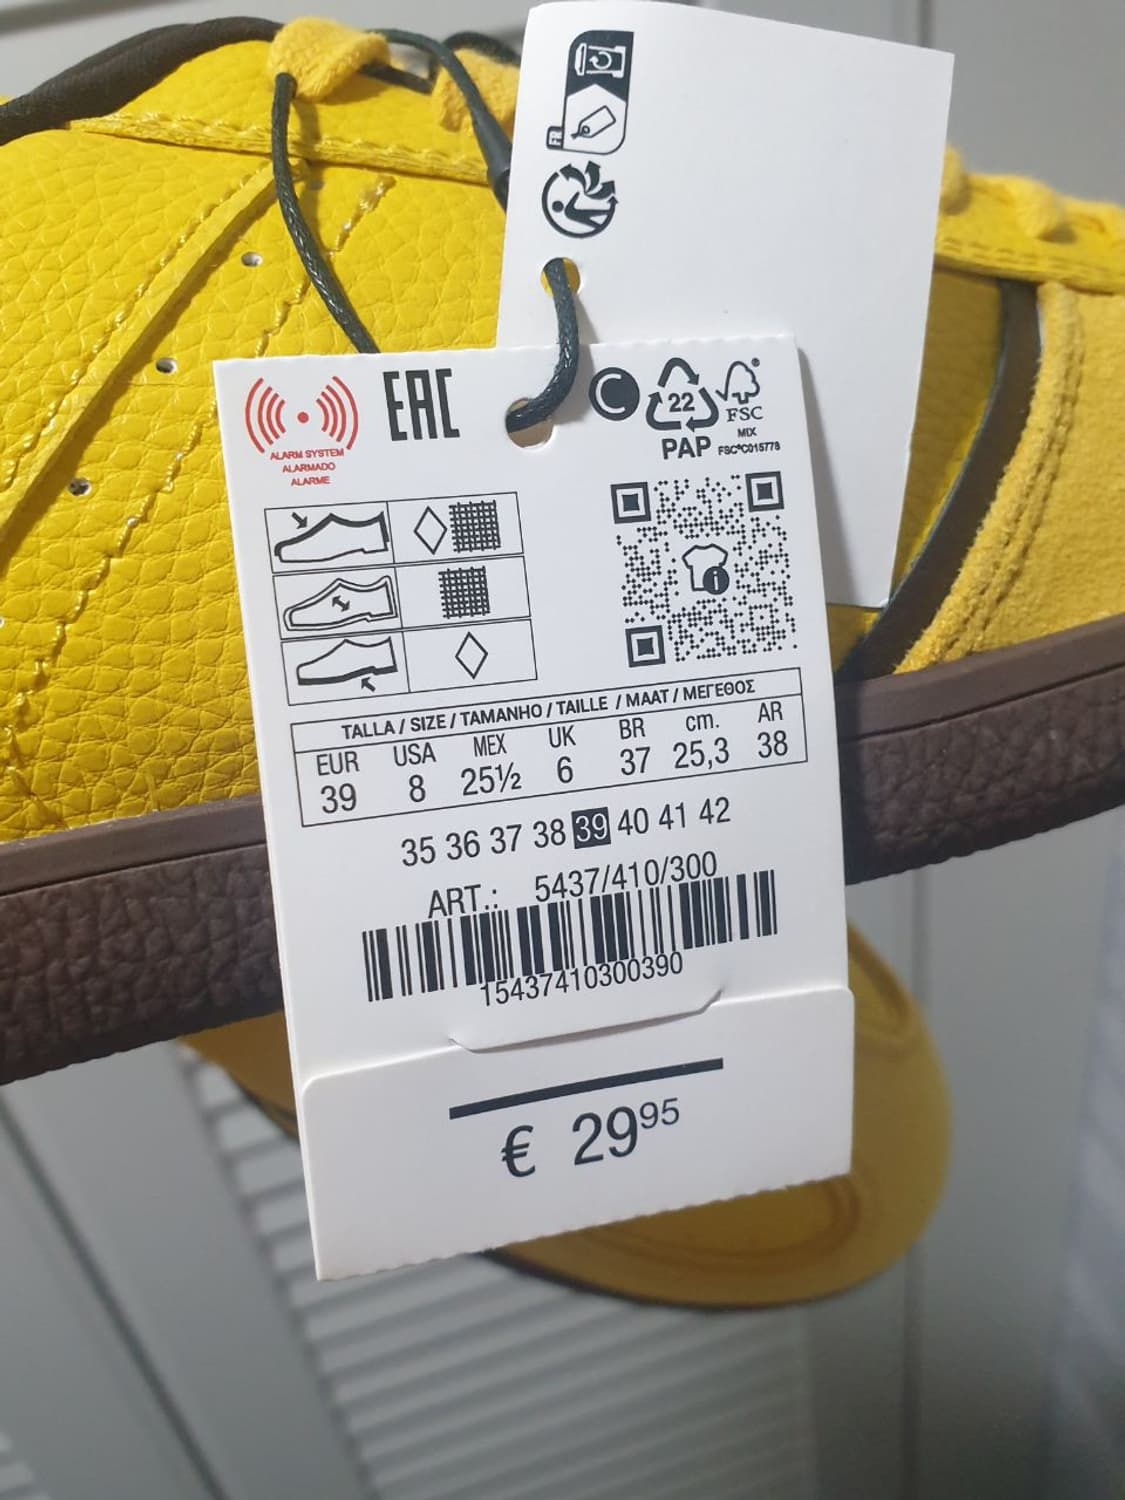 FR
ALARM SYSTEM
ALARMADO
ALARME
EAC
C
22
PAP
FSC
MIX
FSC® C015778
i
TALLA / SIZE / TAMANHO / TAILLE / MAAT / ΜΕΓΕΘΟΣ
EUR USA MEX UK BR cm. AR
39 8 25½ 6 37 25,3 38
35 36 37 38 39 40 41 42
ART.: 5437/410/300
15437410300390
€ 29⁹⁵